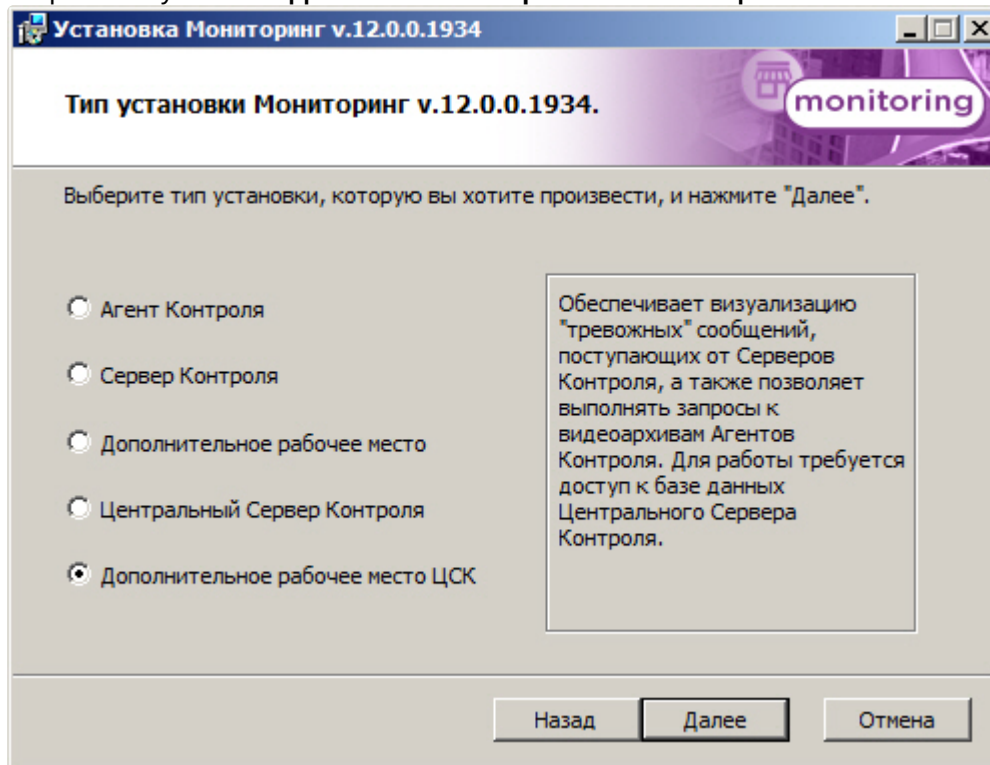 Установка Мониторинг v.12.0.0.1934
Тип установки Мониторинг v.12.0.0.1934.
monitoring
Выберите тип установки, которую вы хотите произвести, и нажмите "Далее".
Агент Контроля
Сервер Контроля
Дополнительное рабочее место
Центральный Сервер Контроля
Дополнительное рабочее место ЦСК
Обеспечивает визуализацию
"тревожных" сообщений,
поступающих от Серверов
Контроля, а также позволяет
выполнять запросы к
видеоархивам Агентов
Контроля. Для работы требуется
доступ к базе данных
Центрального Сервера
Контроля.
Назад
Далее
Отмена